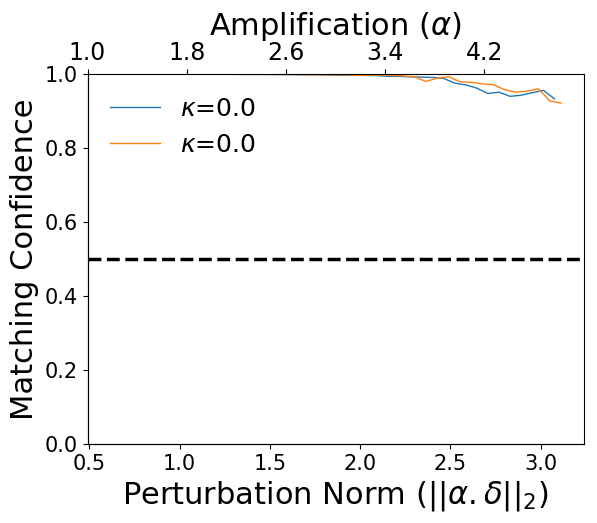 Amplification (α)
1.0 1.8 2.6 3.4 4.2
1.0
κ=0.0
0.8
κ=0.0
0.6
0.4
0.2
0.0
Matching Confidence
0.5 1.0 1.5 2.0 2.5 3.0
Perturbation Norm (||α.δ||₂)